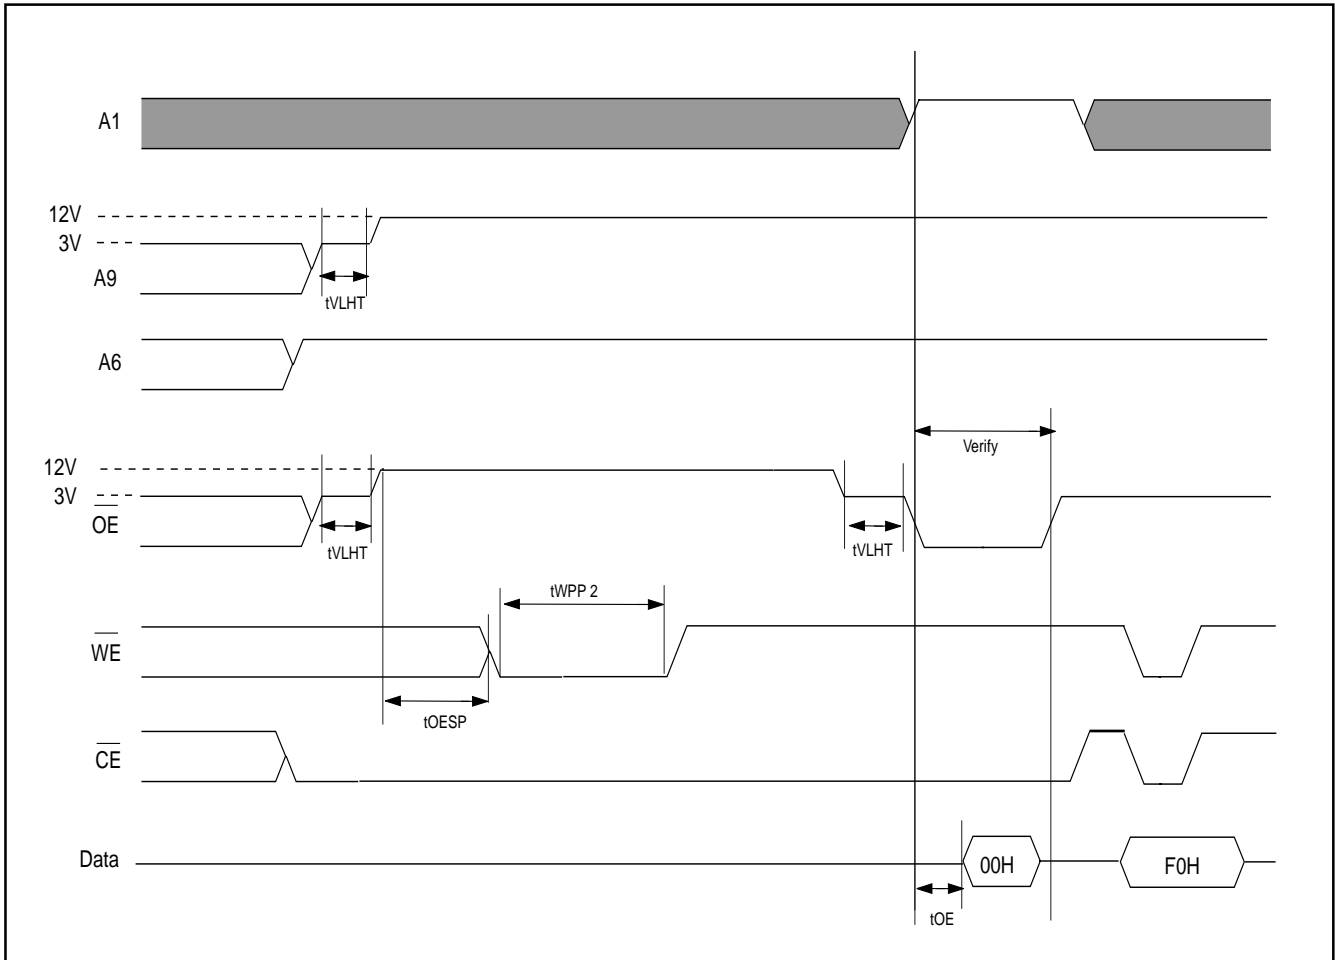 A1
12V
3V
A9
tVLHT
A6
Verify
12V
3V
OE
tVLHT
tVLHT
tWPP 2
WE
tOESP
CE
Data
00H
F0H
tOE